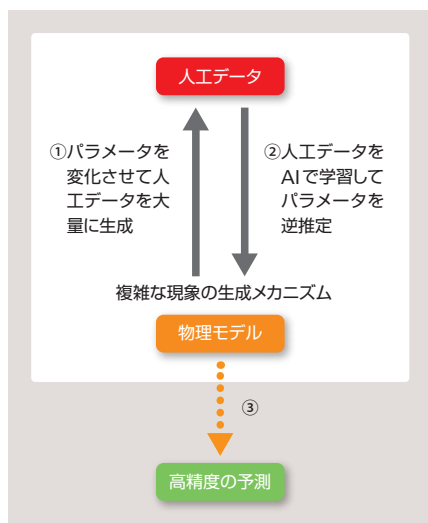 人工データ
①パラメータを
変化させて人
工データを大
量に生成
②人工データを
AIで学習して
パラメータを
逆推定
複雑な現象の生成メカニズム
物理モデル
③
高精度の予測